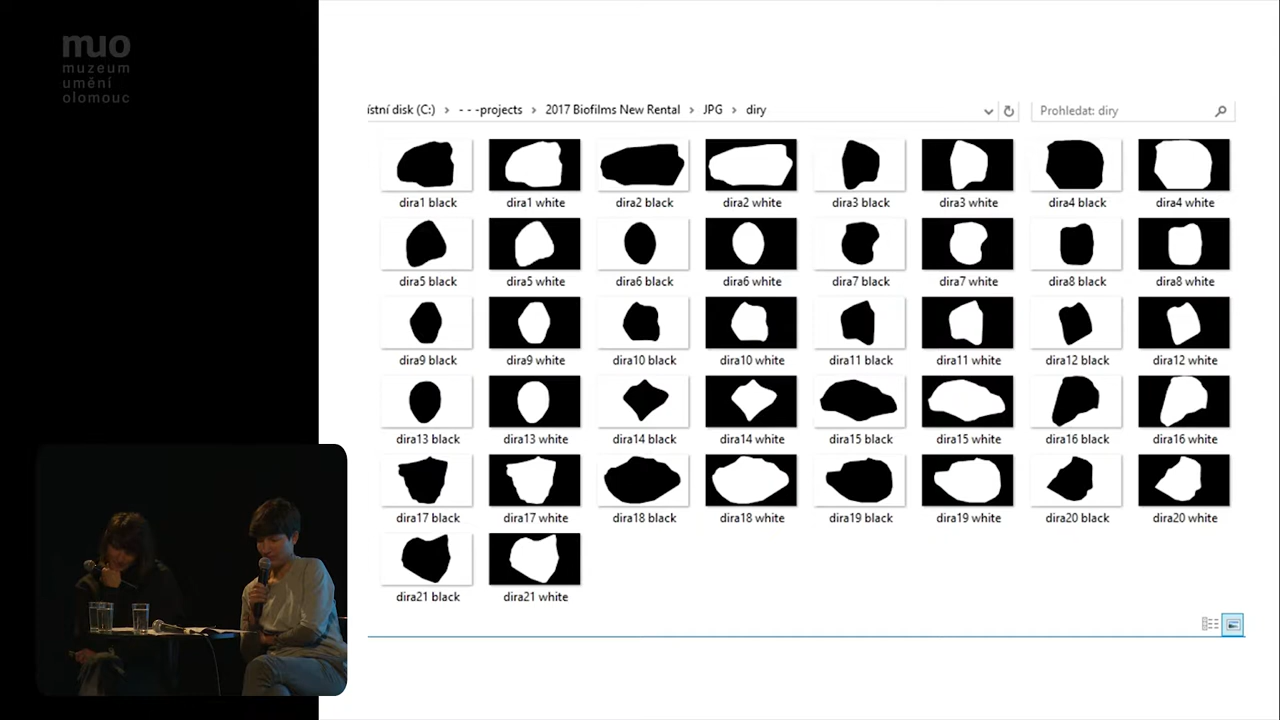 muo
muzeum
umění
olomouc
ístní disk (C:) › - - -projects › 2017 Biofilms New Rental › JPG › diry
Prohledat: diry
dira1 black dira1 white dira2 black dira2 white dira3 black dira3 white dira4 black dira4 white
dira5 black dira5 white dira6 black dira6 white dira7 black dira7 white dira8 black dira8 white
dira9 black dira9 white dira10 black dira10 white dira11 black dira11 white dira12 black dira12 white
dira13 black dira13 white dira14 black dira14 white dira15 black dira15 white dira16 black dira16 white
dira17 black dira17 white dira18 black dira18 white dira19 black dira19 white dira20 black dira20 white
dira21 black dira21 white